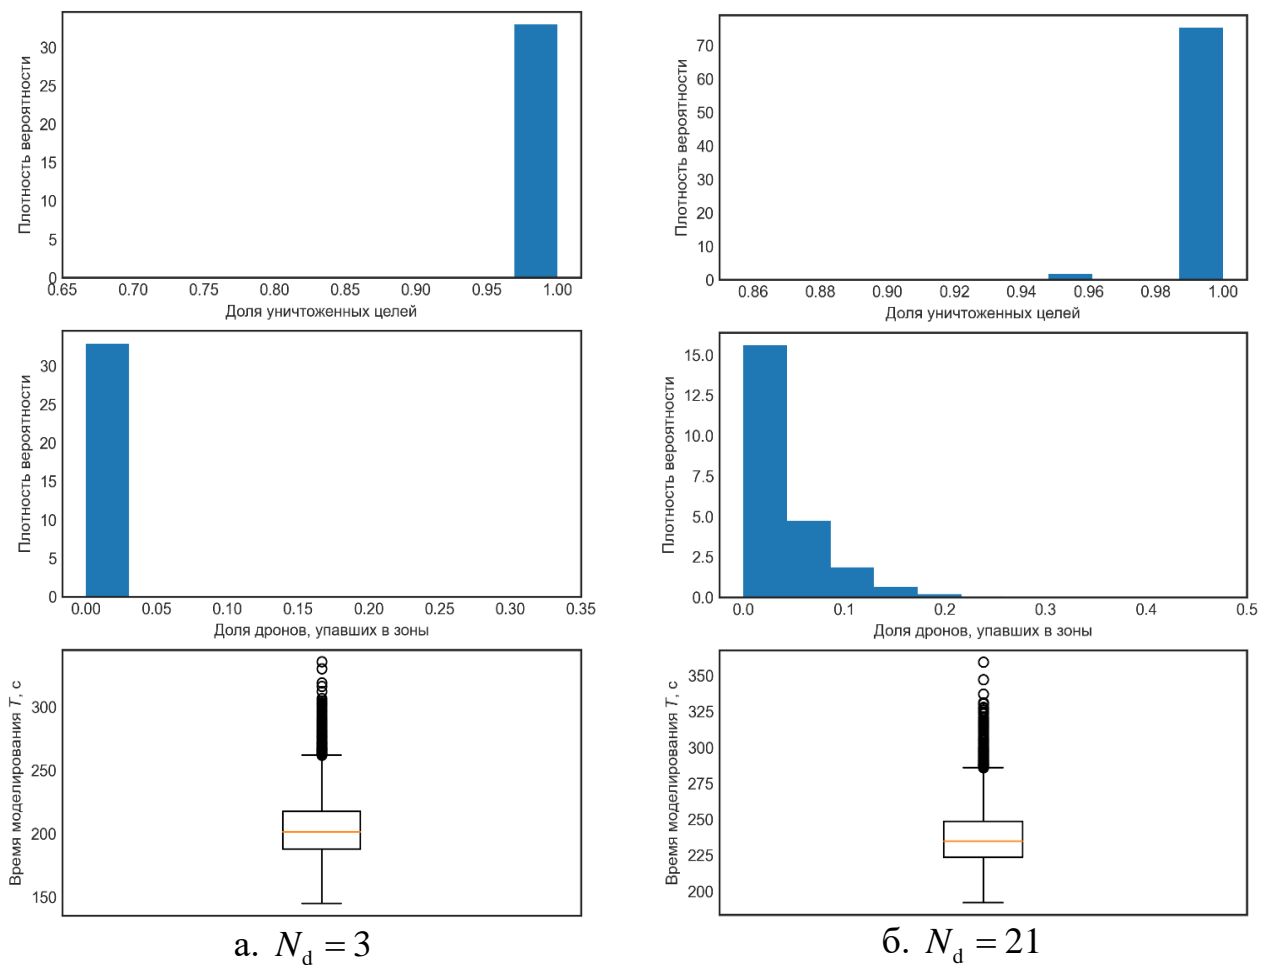 Плотность вероятности
30
25
20
15
10
5
0
0.65 0.70 0.75 0.80 0.85 0.90 0.95 1.00
Доля уничтоженных целей
Плотность вероятности
70
60
50
40
30
20
10
0
0.86 0.88 0.90 0.92 0.94 0.96 0.98 1.00
Доля уничтоженных целей
Плотность вероятности
30
25
20
15
10
5
0
0.00 0.05 0.10 0.15 0.20 0.25 0.30 0.35
Доля дронов, упавших в зоны
Плотность вероятности
15.0
12.5
10.0
7.5
5.0
2.5
0.0
0.0 0.1 0.2 0.3 0.4 0.5
Доля дронов, упавших в зоны
Время моделирования T, с
300
250
200
150
Время моделирования T, с
350
325
300
275
250
225
200
а. N_d = 3
б. N_d = 21